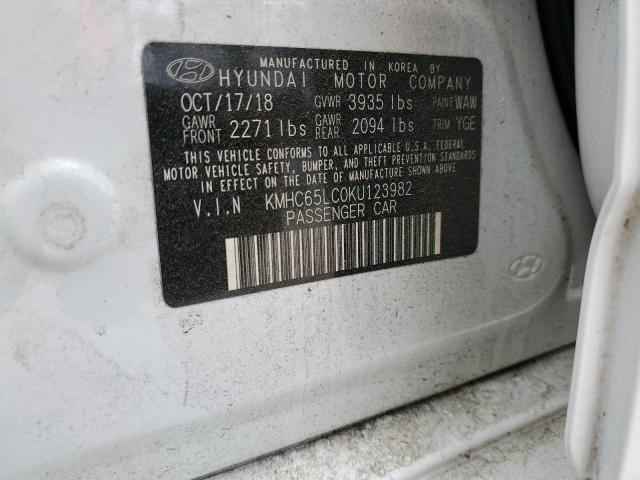 MANUFACTURED IN KOREA BY
HYUNDAI MOTOR COMPANY
OCT/17/18 GVWR 3935 lbs PAINT WAW
GAWR FRONT 2271 lbs GAWR REAR 2094 lbs TRIM YGE
THIS VEHICLE CONFORMS TO ALL APPLICABLE U.S.A. FEDERAL
MOTOR VEHICLE SAFETY, BUMPER, AND THEFT PREVENTION STANDARDS
IN EFFECT ON THE DATE OF MANUFACTURE SHOWN ABOVE
V.I.N KMHC65LC0KU123982
PASSENGER CAR